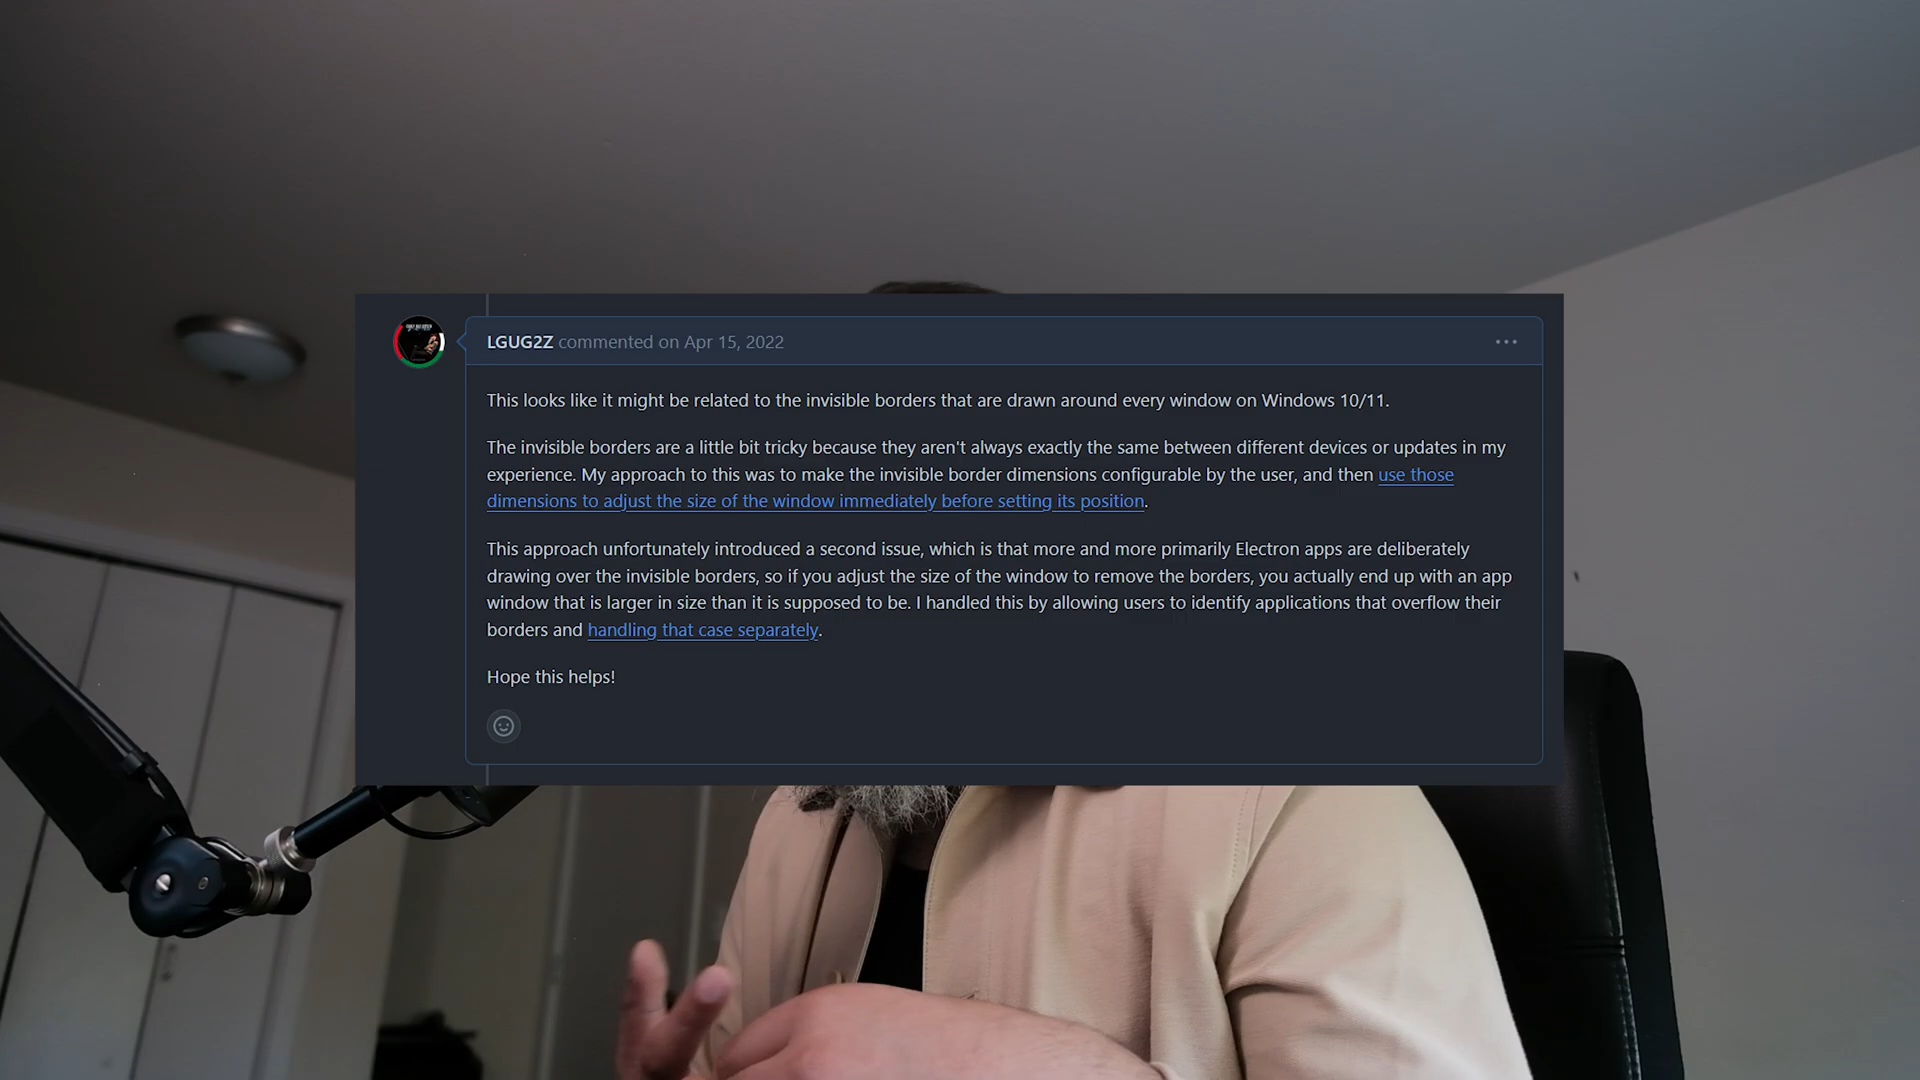 LGUG2Z commented on Apr 15, 2022
This looks like it might be related to the invisible borders that are drawn around every window on Windows 10/11.
The invisible borders are a little bit tricky because they aren't always exactly the same between different devices or updates in my
experience. My approach to this was to make the invisible border dimensions configurable by the user, and then use those
dimensions to adjust the size of the window immediately before setting its position.
This approach unfortunately introduced a second issue, which is that more and more primarily Electron apps are deliberately
drawing over the invisible borders, so if you adjust the size of the window to remove the borders, you actually end up with an app
window that is larger in size than it is supposed to be. I handled this by allowing users to identify applications that overflow their
borders and handling that case separately.
Hope this helps!